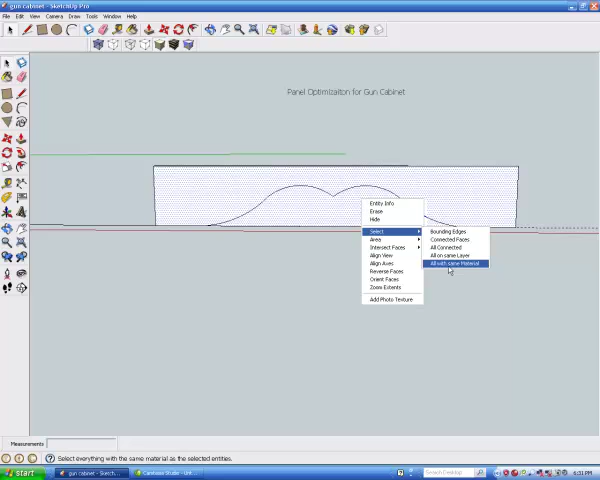 gun cabinet - SketchUp Pro
File Edit View Camera Draw Tools Window Help
Panel Optimizaiton for Gun Cabinet
Entity Info
Erase
Hide
Select
Area
Intersect Faces
Align View
Align Axes
Reverse Faces
Orient Faces
Zoom Extents
Add Photo Texture
Bounding Edges
Connected Faces
All Connected
All on same Layer
All with same Material
Measurements
Select everything with the same material as the selected entities.
start
gun cabinet - Sketch...
Camtasia Studio - Unt...
Search Desktop
6:31 PM